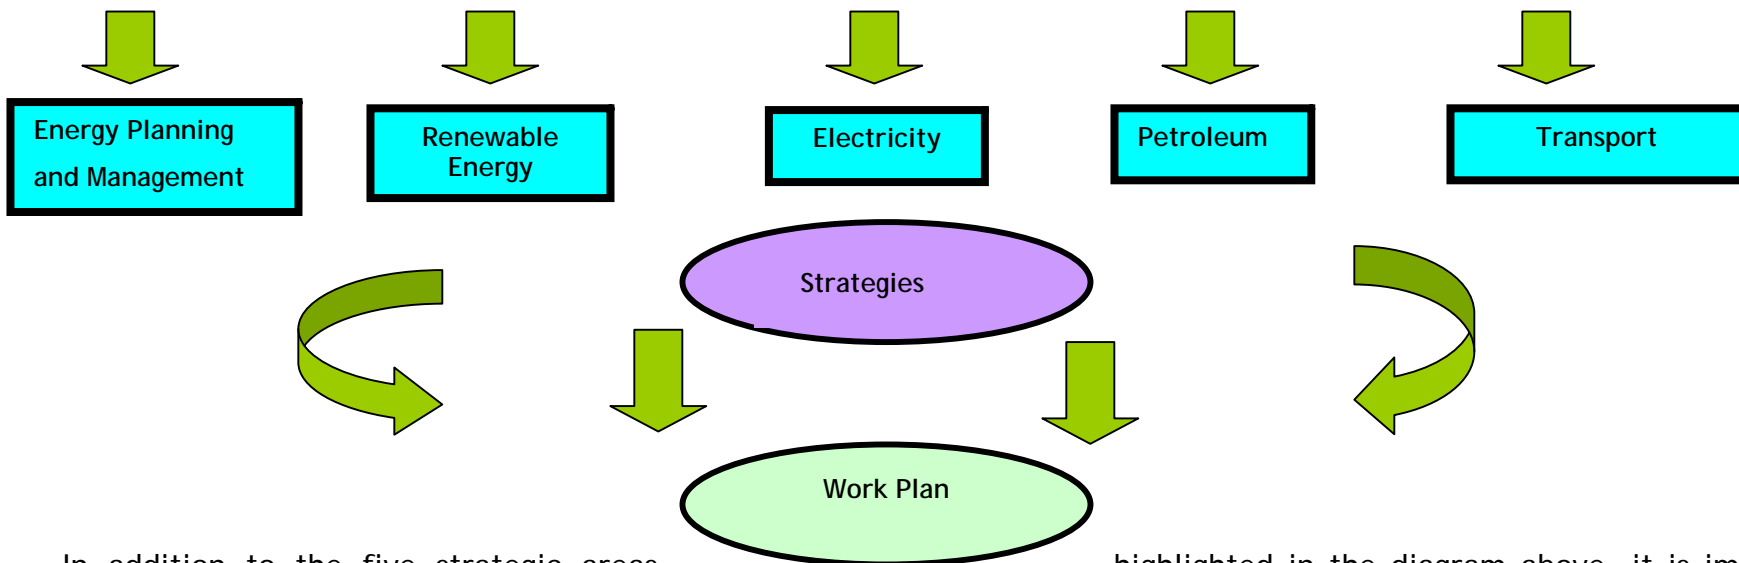 Energy Planning
and Management
Renewable
Energy
Electricity
Petroleum
Transport
Strategies
Work Plan
In addition to the five strategic areas highlighted in the diagram above, it is im